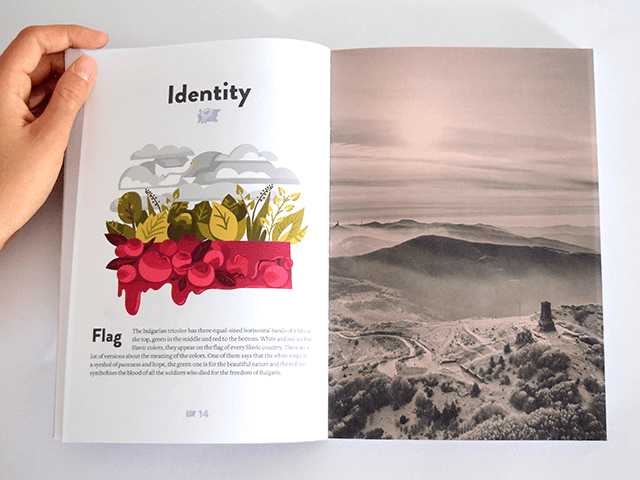 Identity
Flag
The bulgarian tricolor has three equal-sized horizontal bands of white at
the top, green in the middle and red to the bottom. White and red are the
Slavic colors, they appear on the flag of every Slavic country. There are a
lot of versions about the meaning of the colors. One of them says that the white stripe is
a symbol of pureness and hope, the green one is for the beautiful nature and the red one
symbolizes the blood of all the soldiers who died for the freedom of Bulgaria.
14